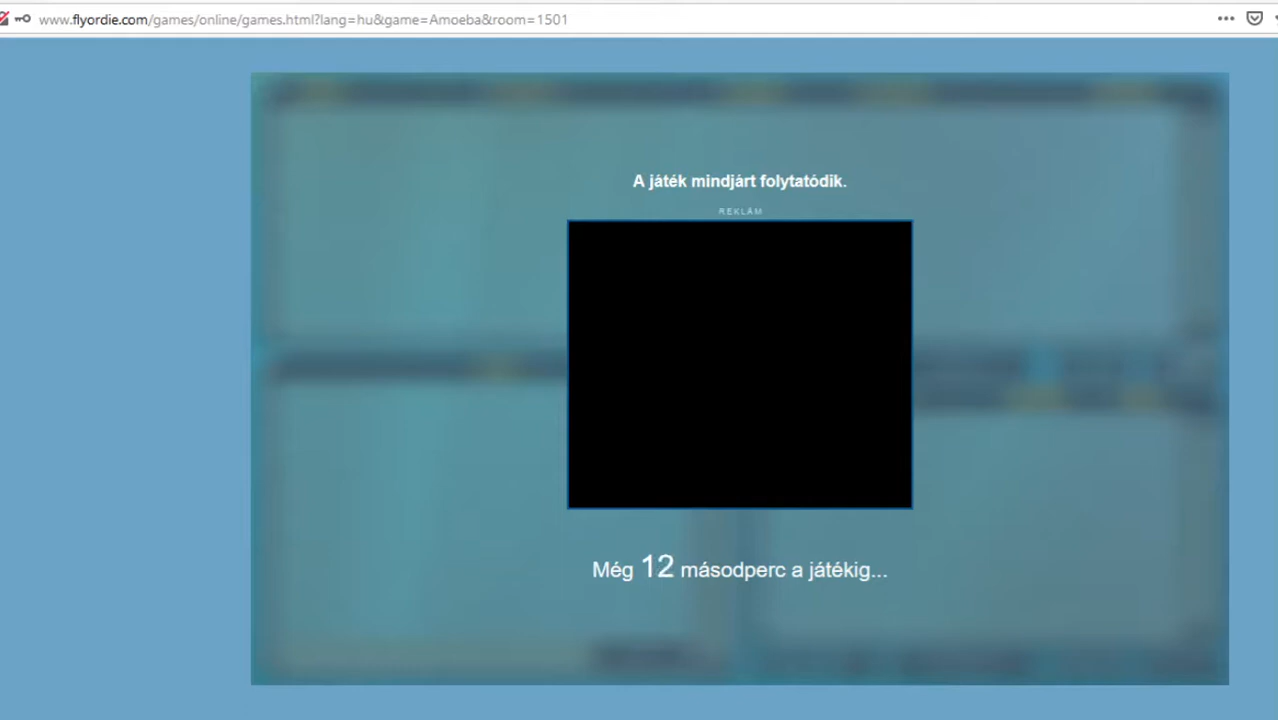 www.flyordie.com/games/online/games.html?lang=hu&game=Amoeba&room=1501
A játék mindjárt folytatódik.
REKLÁM
Még 12 másodperc a játékig...